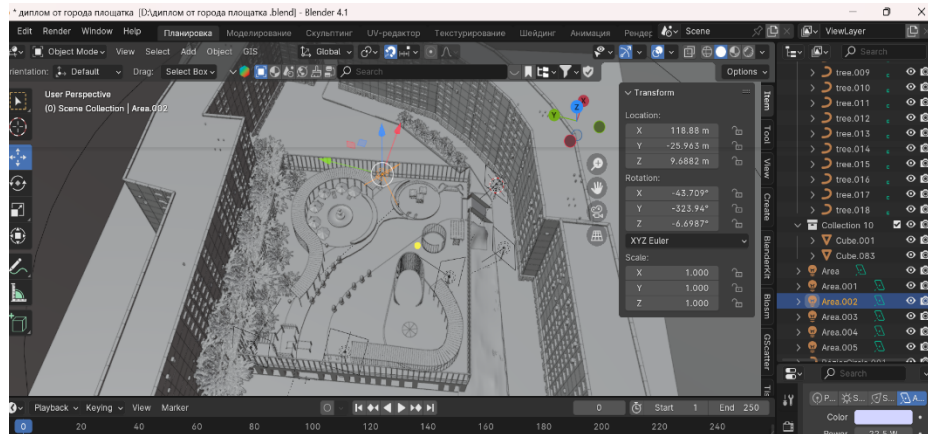 * диплом от города площатка [D:\диплом от города площатка .blend] - Blender 4.1
Edit Render Window Help Планировка Моделирование Скульптинг UV-редактор Текстурирование Шейдинг Анимация Рендер Scene ViewLayer
Object Mode View Select Add Object GIS Global Search
Default Drag: Select Box Search Options
User Perspective
(0) Scene Collection | Area.002
Transform
Location:
X 118.88 m
Y -25.963 m
Z 9.6882 m
Rotation:
X -43.709°
Y -323.94°
Z -6.6987°
XYZ Euler
Scale:
X 1.000
Y 1.000
Z 1.000
Item
Tool
View
Create
BlenderKit
Blosm
GScatter
X
Y
Z
tree.009
tree.010
tree.011
tree.012
tree.013
tree.014
tree.015
tree.016
tree.017
tree.018
Collection 10
Cube.001
Cube.083
Area
Area.001
Area.002
Area.003
Area.004
Area.005
Search
P... S... S... A...
Color
Power 22.5 W
Playback Keying View Marker 0 Start 1 End 250
0 20 40 60 80 100 120 140 160 180 200 220 240